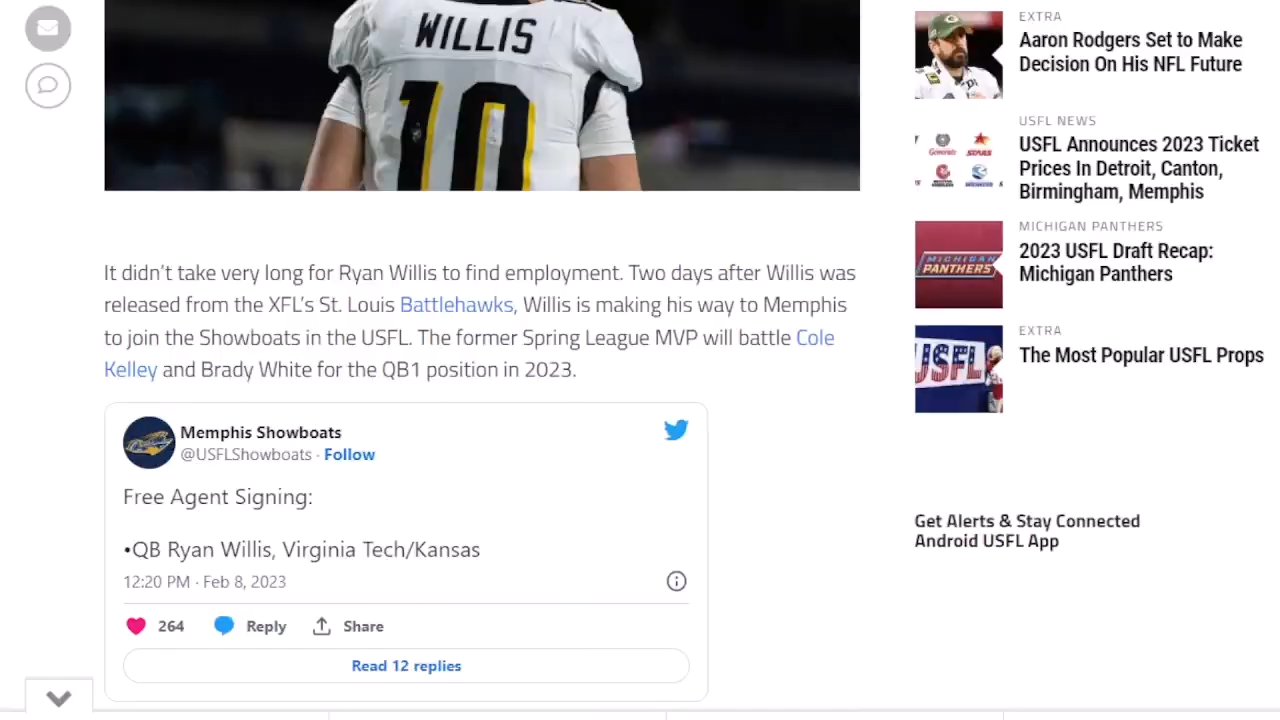 WILLIS
10
It didn't take very long for Ryan Willis to find employment. Two days after Willis was
released from the XFL's St. Louis Battlehawks, Willis is making his way to Memphis
to join the Showboats in the USFL. The former Spring League MVP will battle Cole
Kelley and Brady White for the QB1 position in 2023.
Memphis Showboats
@USFLShowboats · Follow
Free Agent Signing:
•QB Ryan Willis, Virginia Tech/Kansas
12:20 PM · Feb 8, 2023
264 Reply Share
Read 12 replies
EXTRA
Aaron Rodgers Set to Make
Decision On His NFL Future
USFL NEWS
Generals STARS
USFL Announces 2023 Ticket
Prices In Detroit, Canton,
Birmingham, Memphis
MICHIGAN PANTHERS
MICHIGAN
PANTHERS
2023 USFL Draft Recap:
Michigan Panthers
EXTRA
USFL
The Most Popular USFL Props
Get Alerts & Stay Connected
Android USFL App